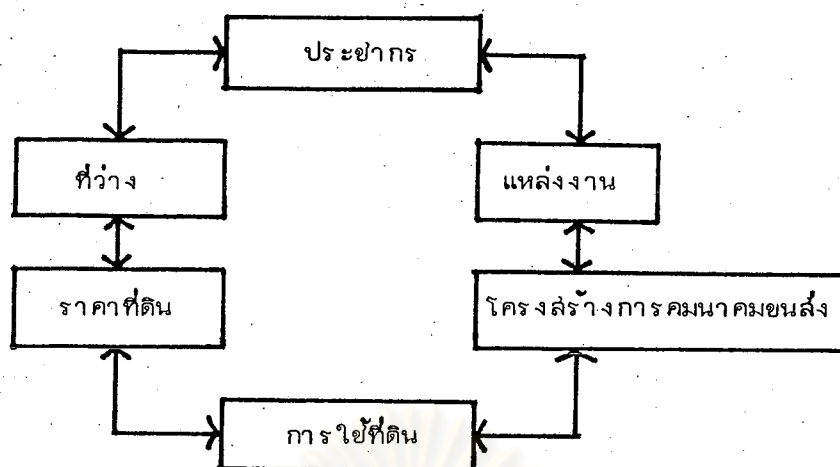 ประชากร
ที่ว่าง
แหล่งงาน
ราคาที่ดิน
โครงสร้างการคมนาคมขนส่ง
การใช้ที่ดิน